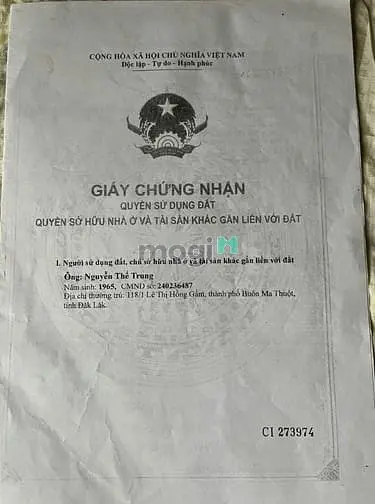 CỘNG HÒA XÃ HỘI CHỦ NGHĨA VIỆT NAM
Độc lập - Tự do - Hạnh phúc
GIẤY CHỨNG NHẬN
QUYỀN SỬ DỤNG ĐẤT
QUYỀN SỞ HỮU NHÀ Ở VÀ TÀI SẢN KHÁC GẮN LIỀN VỚI ĐẤT
mogi
I. Người sử dụng đất, chủ sở hữu nhà ở và tài sản khác gắn liền với đất
Ông: Nguyễn Thế Trung
Năm sinh: 1965, CMND số: 240236487
Địa chỉ thường trú: 118/1 Lê Thị Hồng Gấm, thành phố Buôn Ma Thuột,
tỉnh Đắk Lắk.
CI 273974